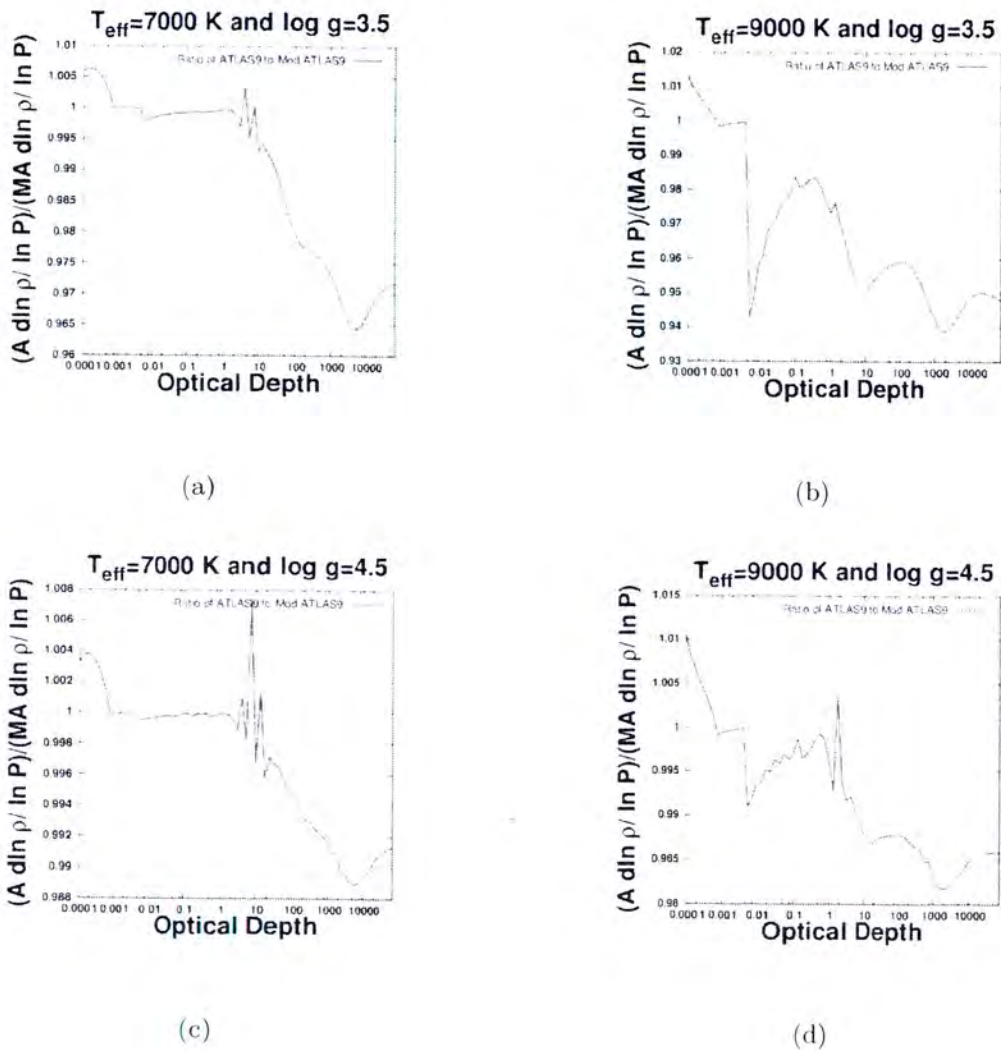 T_eff=7000 K and log g=3.5
(A dln ρ/ ln P)/(MA dln ρ/ ln P)
1.01
1.005
1
0.995
0.99
0.985
0.98
0.975
0.97
0.965
0.96
Ratio of ATLAS9 to Mod ATLAS9
0.0001 0.001 0.01 0.1 1 10 100 1000 10000
Optical Depth
(a)
T_eff=9000 K and log g=3.5
(A dln ρ/ ln P)/(MA dln ρ/ ln P)
1.02
1.01
1
0.99
0.98
0.97
0.96
0.95
0.94
0.93
Ratio of ATLAS9 to Mod ATLAS9
0.0001 0.001 0.01 0.1 1 10 100 1000 10000
Optical Depth
(b)
T_eff=7000 K and log g=4.5
(A dln ρ/ ln P)/(MA dln ρ/ ln P)
1.008
1.006
1.004
1.002
1
0.998
0.996
0.994
0.992
0.99
0.988
Ratio of ATLAS9 to Mod ATLAS9
0.0001 0.001 0.01 0.1 1 10 100 1000 10000
Optical Depth
(c)
T_eff=9000 K and log g=4.5
(A dln ρ/ ln P)/(MA dln ρ/ ln P)
1.015
1.01
1.005
1
0.995
0.99
0.985
0.98
Ratio of ATLAS9 to Mod ATLAS9
0.0001 0.001 0.01 0.1 1 10 100 1000 10000
Optical Depth
(d)